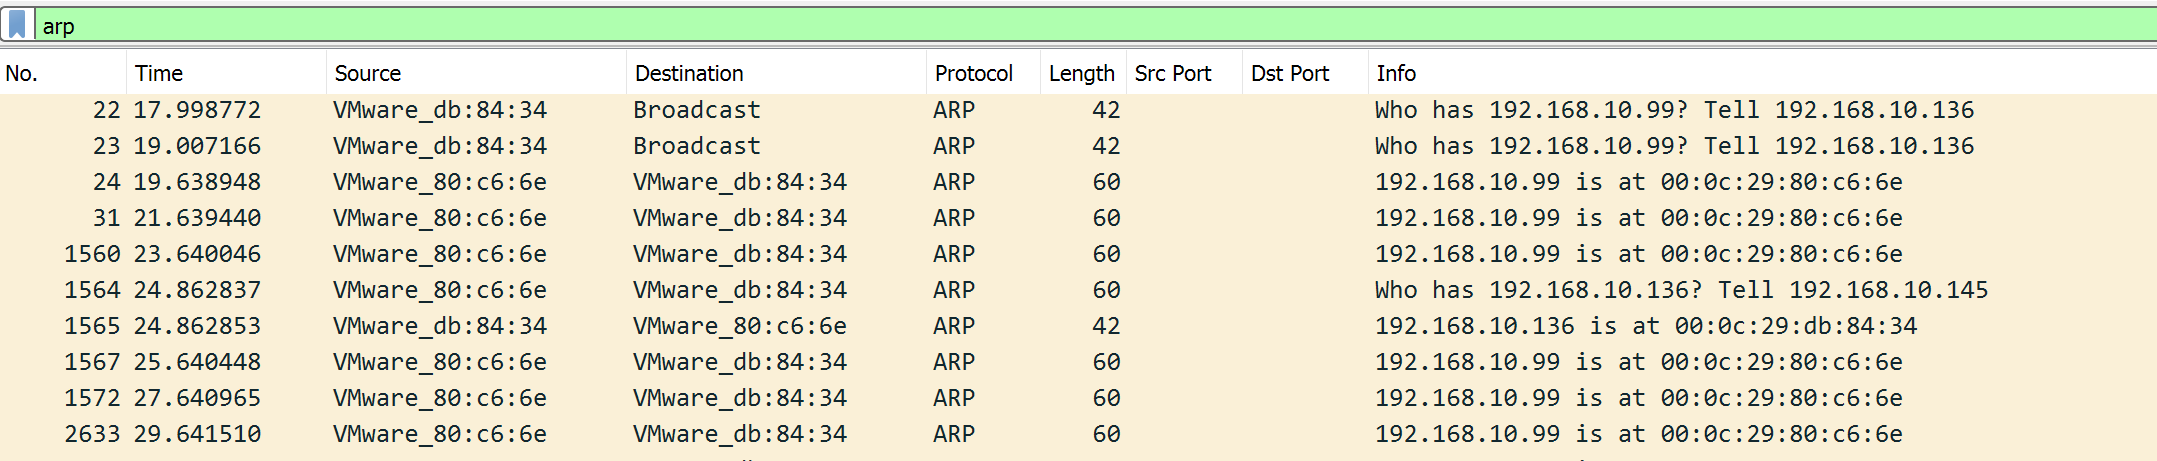 arp
No. Time Source Destination Protocol Length Src Port Dst Port Info
22 17.998772 VMware_db:84:34 Broadcast ARP 42 Who has 192.168.10.99? Tell 192.168.10.136
23 19.007166 VMware_db:84:34 Broadcast ARP 42 Who has 192.168.10.99? Tell 192.168.10.136
24 19.638948 VMware_80:c6:6e VMware_db:84:34 ARP 60 192.168.10.99 is at 00:0c:29:80:c6:6e
31 21.639440 VMware_80:c6:6e VMware_db:84:34 ARP 60 192.168.10.99 is at 00:0c:29:80:c6:6e
1560 23.640046 VMware_80:c6:6e VMware_db:84:34 ARP 60 192.168.10.99 is at 00:0c:29:80:c6:6e
1564 24.862837 VMware_80:c6:6e VMware_db:84:34 ARP 60 Who has 192.168.10.136? Tell 192.168.10.145
1565 24.862853 VMware_db:84:34 VMware_80:c6:6e ARP 42 192.168.10.136 is at 00:0c:29:db:84:34
1567 25.640448 VMware_80:c6:6e VMware_db:84:34 ARP 60 192.168.10.99 is at 00:0c:29:80:c6:6e
1572 27.640965 VMware_80:c6:6e VMware_db:84:34 ARP 60 192.168.10.99 is at 00:0c:29:80:c6:6e
2633 29.641510 VMware_80:c6:6e VMware_db:84:34 ARP 60 192.168.10.99 is at 00:0c:29:80:c6:6e